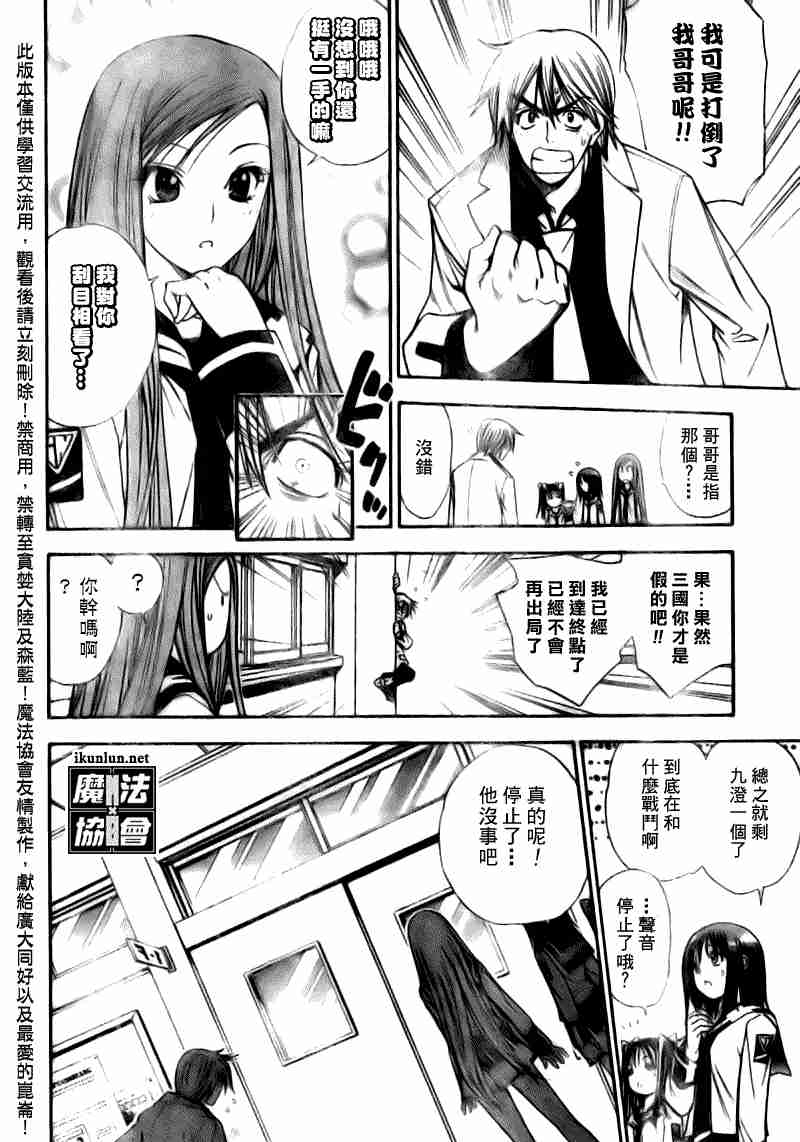 我可是打倒了
我哥哥呢!!
哦哦哦
沒想到你還
挺有一手的嘛
我對你
刮目相看了…
哥哥是指
那個?…
沒錯
果…果然
三國你才是
假的吧!!
我已經
到達終點了
已經不會
再出局了
?
你幹嗎啊
?
總之就剩
九澄一個了
到底在和
什麼戰鬥啊
…聲音
停止了哦?
真的呢!
停止了…
他沒事吧
1-1
ikunlun.net
魔法
協會
此版本僅供學習交流用，觀看後請立刻刪除！禁商用，禁轉至貪婪大陸及森藍！魔法協會友情製作，獻給廣大同好以及最愛的崑崙！